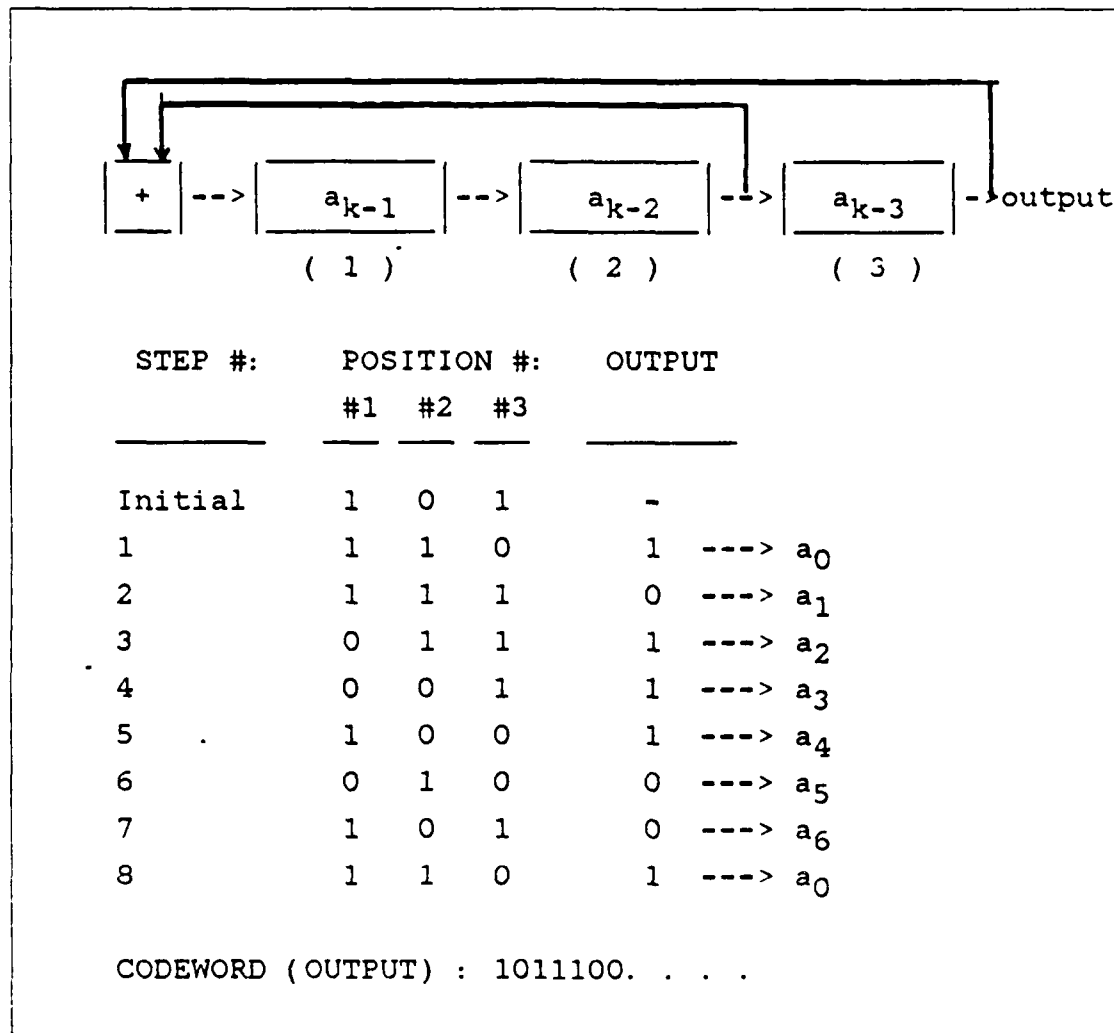 + --> a_{k-1} --> a_{k-2} --> a_{k-3} -> output
( 1 ) ( 2 ) ( 3 )
STEP #: POSITION #: OUTPUT
#1 #2 #3
Initial 1 0 1 -
1 1 1 0 1 ---> a_0
2 1 1 1 0 ---> a_1
3 0 1 1 1 ---> a_2
4 0 0 1 1 ---> a_3
5 1 0 0 1 ---> a_4
6 0 1 0 0 ---> a_5
7 1 0 1 0 ---> a_6
8 1 1 0 1 ---> a_0
CODEWORD (OUTPUT) : 1011100. . . .